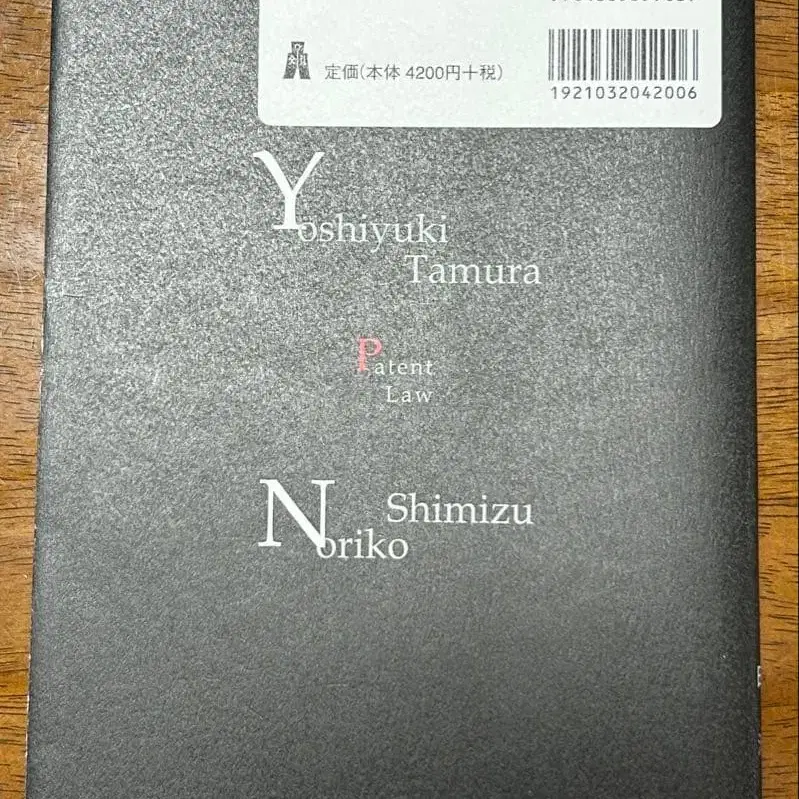 定価(本体 4200円+税)
1921032042006
Yoshiyuki
Tamura
Patent
Law
Shimizu
Noriko